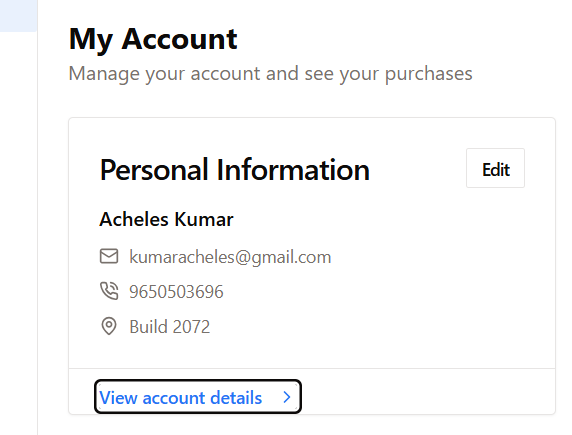 My Account
Manage your account and see your purchases
Personal Information
Edit
Acheles Kumar
kumaracheles@gmail.com
9650503696
Build 2072
View account details